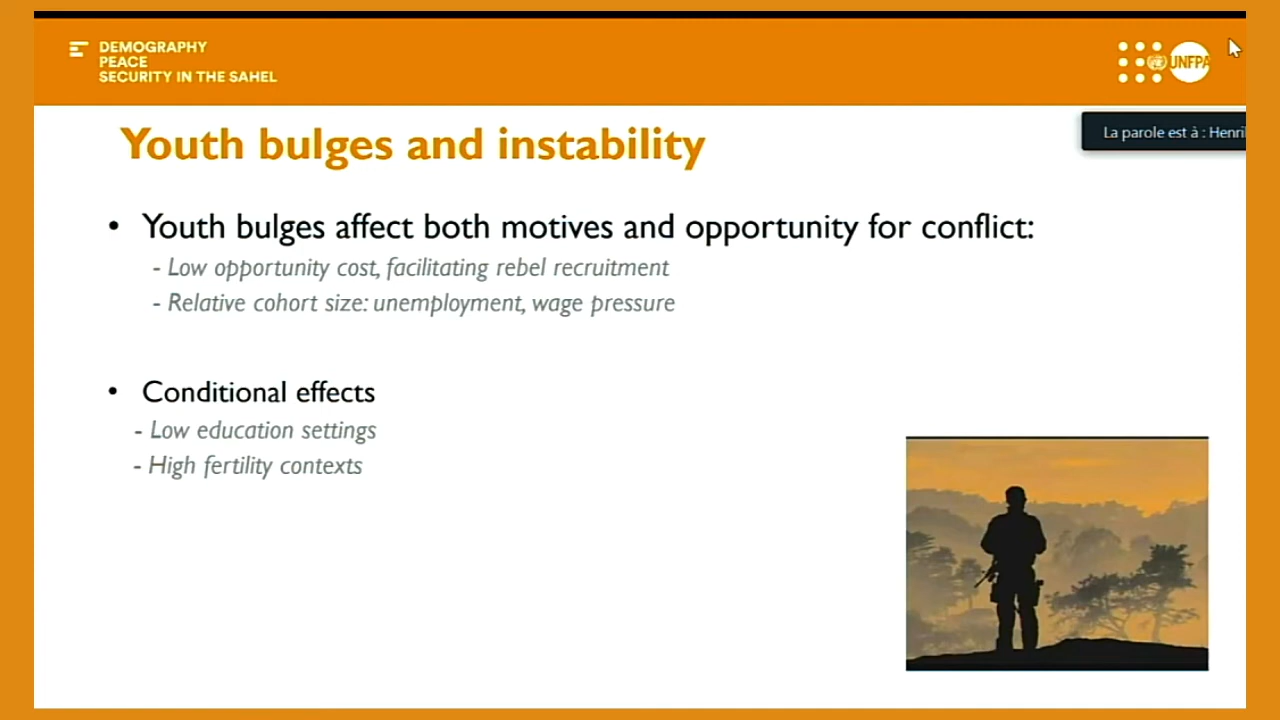 DEMOGRAPHY
PEACE
SECURITY IN THE SAHEL
UNFPA
La parole est à : Henri
Youth bulges and instability
• Youth bulges affect both motives and opportunity for conflict:
- Low opportunity cost, facilitating rebel recruitment
- Relative cohort size: unemployment, wage pressure
• Conditional effects
- Low education settings
- High fertility contexts